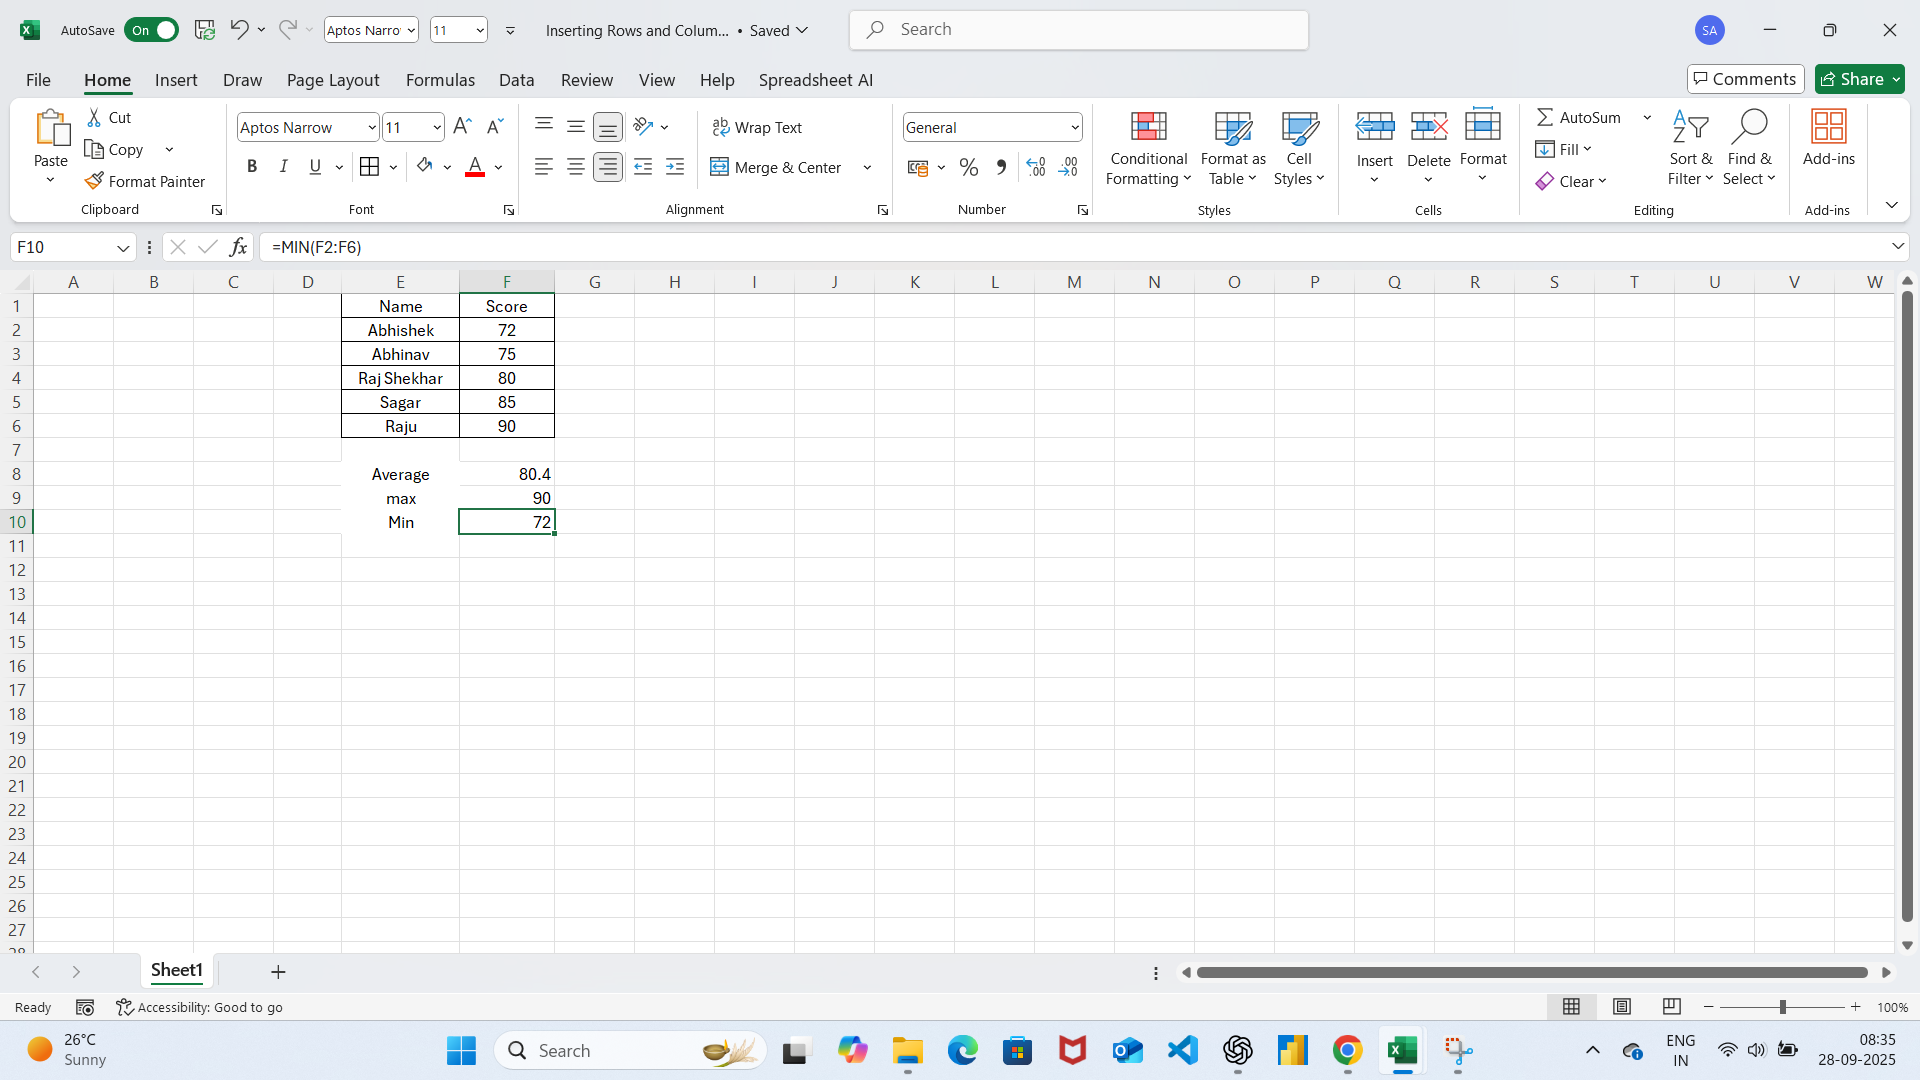 AutoSave On Aptos Narro 11 Inserting Rows and Colum... • Saved Search SA
File Home Insert Draw Page Layout Formulas Data Review View Help Spreadsheet AI Comments Share
Paste
Cut
Copy
Format Painter
Clipboard
Aptos Narrow 11
B I U A
Font
Wrap Text
Merge & Center
Alignment
General
Number
Conditional
Formatting
Format as
Table
Cell
Styles
Styles
Insert
Delete
Format
Cells
AutoSum
Fill
Clear
Sort &
Filter
Find &
Select
Editing
Add-ins
Add-ins
F10 fx =MIN(F2:F6)
A B C D E F G H I J K L M N O P Q R S T U V W
1 Name Score
2 Abhishek 72
3 Abhinav 75
4 Raj Shekhar 80
5 Sagar 85
6 Raju 90
7
8 Average 80.4
9 max 90
10 Min 72
11
12
13
14
15
16
17
18
19
20
21
22
23
24
25
26
27
28
Sheet1
Ready Accessibility: Good to go 100%
26°C
Sunny
Search
ENG
IN
08:35
28-09-2025